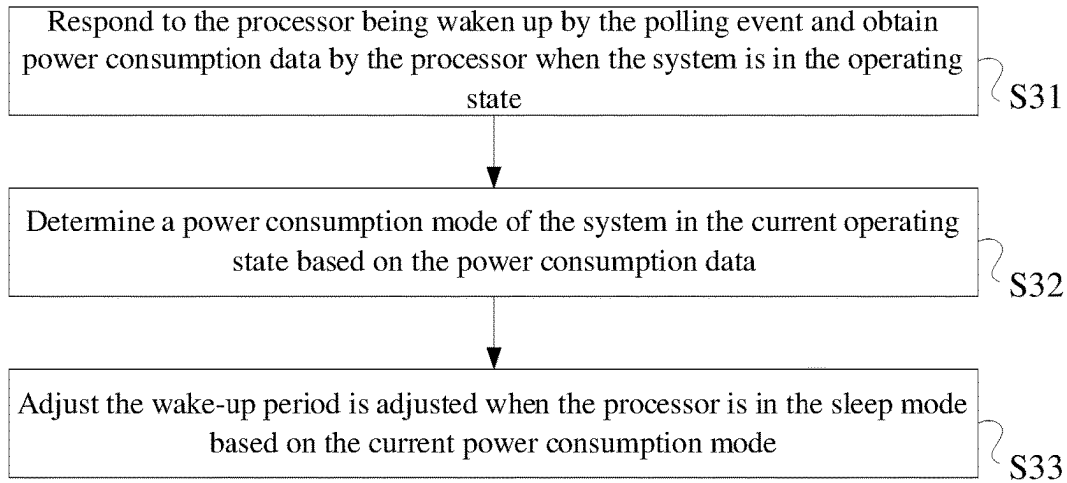 Respond to the processor being waken up by the polling event and obtain
power consumption data by the processor when the system is in the operating
state
S31
Determine a power consumption mode of the system in the current operating
state based on the power consumption data
S32
Adjust the wake-up period is adjusted when the processor is in the sleep mode
based on the current power consumption mode
S33